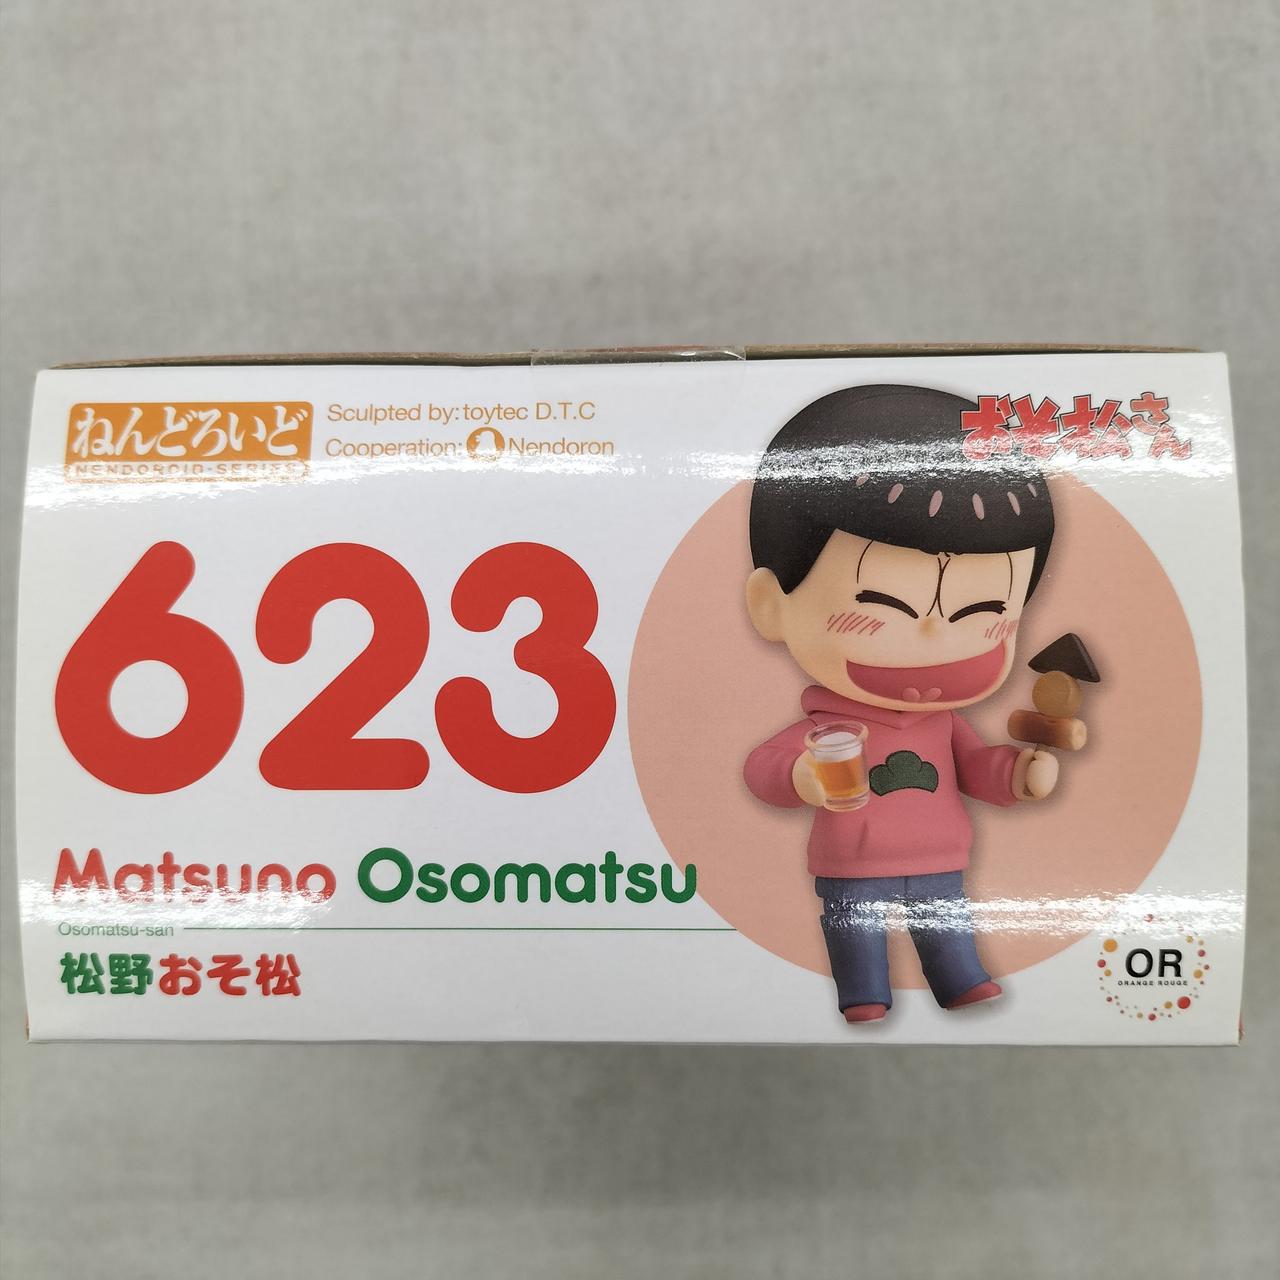 ねんどろいど
NENDOROID-SERIES
Sculpted by: toytec D.T.C
Cooperation: Nendoron
おそ松さん
623
Matsuno Osomatsu
Osomatsu-san
松野おそ松
OR
ORANGE ROUGE